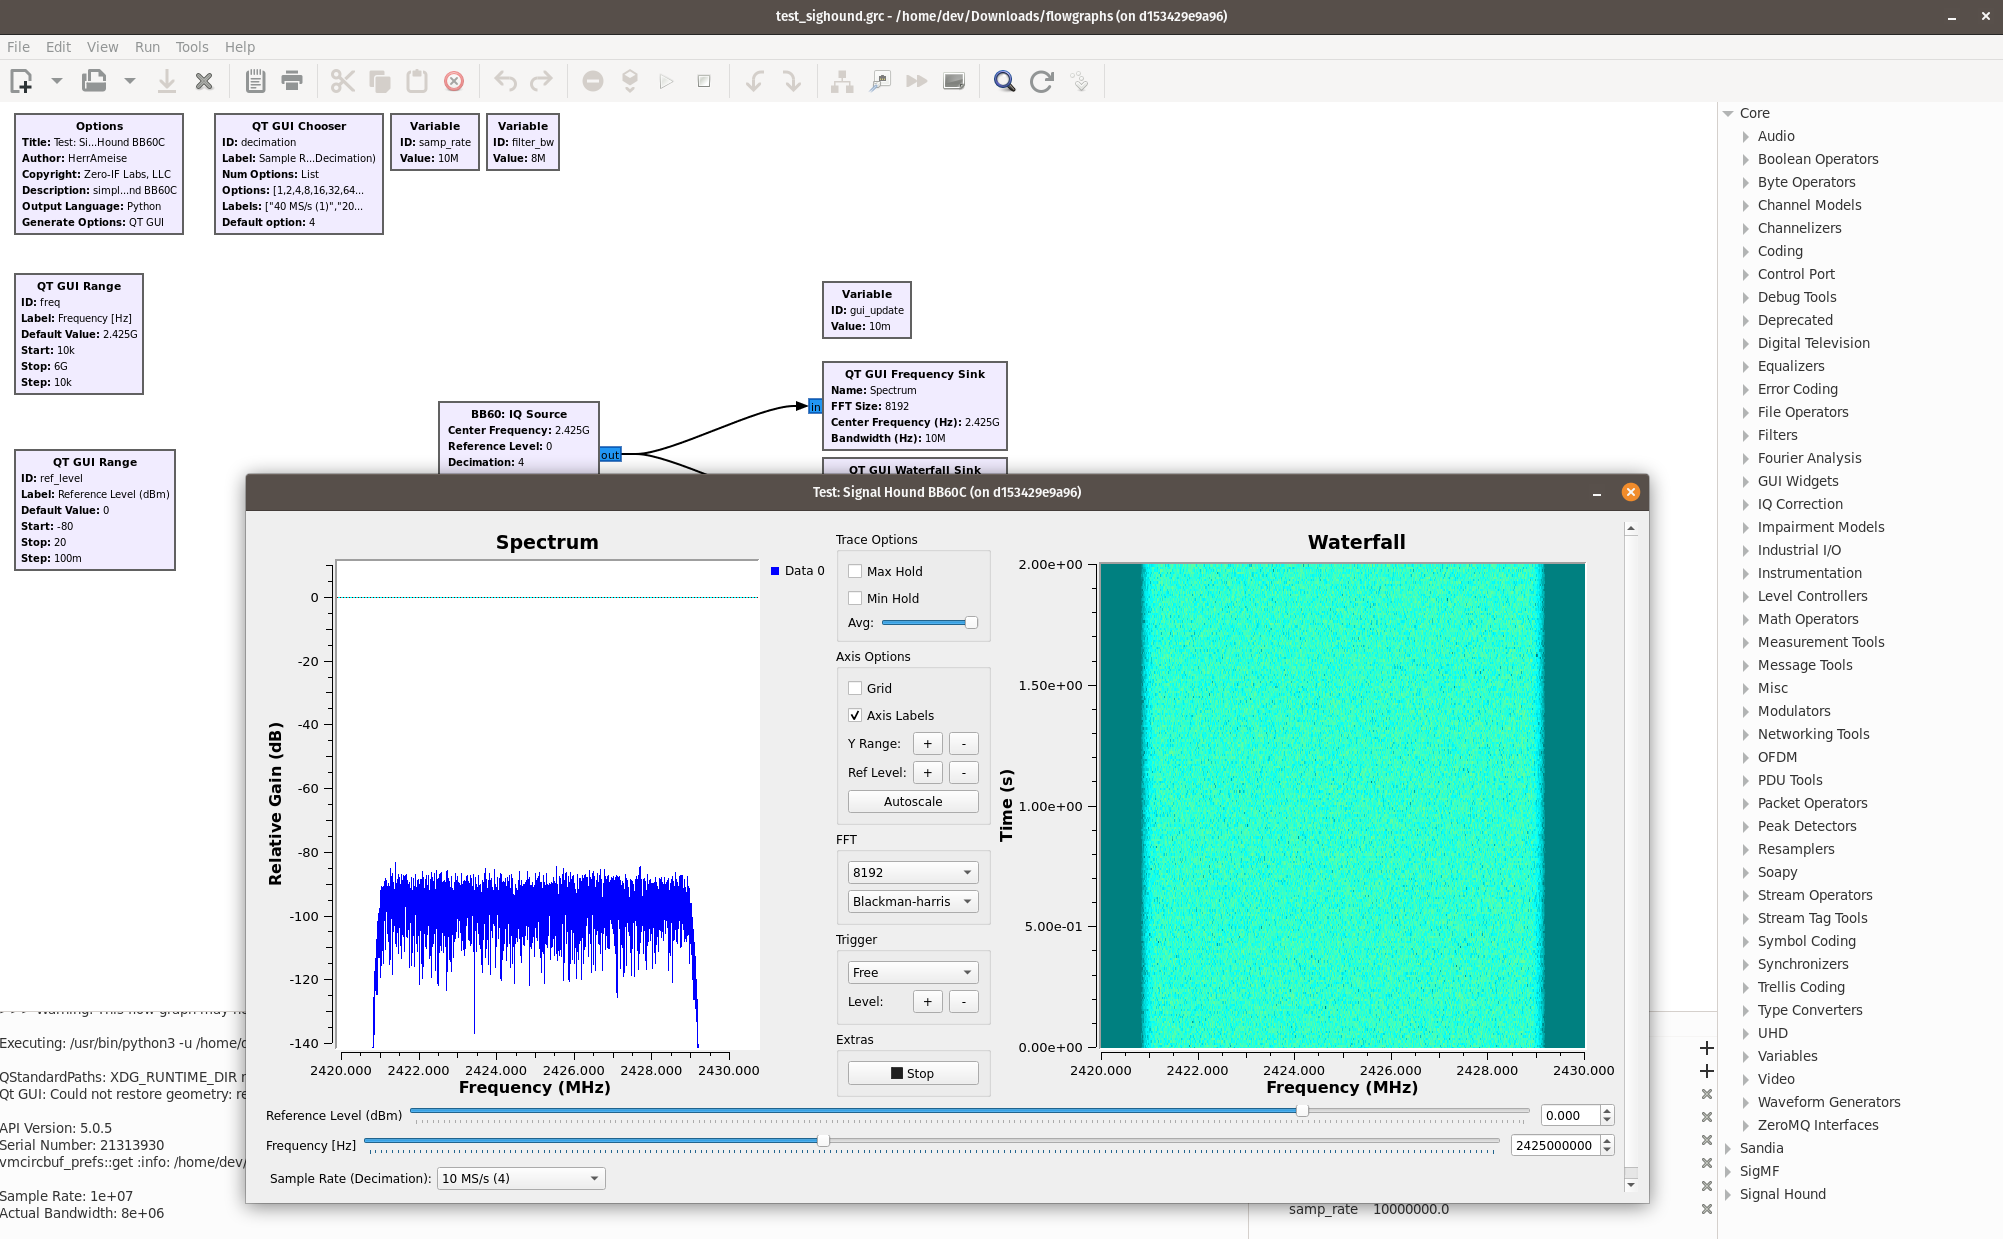 test_sighound.grc - /home/dev/Downloads/flowgraphs (on d153429e9a96)
File Edit View Run Tools Help
Options
Title: Test: Si...Hound BB60C
Author: HerrAmeise
Copyright: Zero-IF Labs, LLC
Description: simpl...nd BB60C
Output Language: Python
Generate Options: QT GUI
QT GUI Chooser
ID: decimation
Label: Sample R...Decimation)
Num Options: List
Options: [1,2,4,8,16,32,64...
Labels: ["40 MS/s (1)","20...
Default option: 4
Variable
ID: samp_rate
Value: 10M
Variable
ID: filter_bw
Value: 8M
QT GUI Range
ID: freq
Label: Frequency [Hz]
Default Value: 2.425G
Start: 10k
Stop: 6G
Step: 10k
Variable
ID: gui_update
Value: 10m
QT GUI Frequency Sink
Name: Spectrum
FFT Size: 8192
Center Frequency (Hz): 2.425G
Bandwidth (Hz): 10M
in
BB60: IQ Source
Center Frequency: 2.425G
Reference Level: 0
Decimation: 4
out
QT GUI Waterfall Sink
QT GUI Range
ID: ref_level
Label: Reference Level (dBm)
Default Value: 0
Start: -80
Stop: 20
Step: 100m
Test: Signal Hound BB60C (on d153429e9a96)
Spectrum
Data 0
0
-20
-40
-60
-80
-100
-120
-140
Relative Gain (dB)
2420.000 2422.000 2424.000 2426.000 2428.000 2430.000
Frequency (MHz)
Trace Options
Max Hold
Min Hold
Avg:
Axis Options
Grid
Axis Labels
Y Range: + -
Ref Level: + -
Autoscale
FFT
8192
Blackman-harris
Trigger
Free
Level: + -
Extras
Stop
Waterfall
2.00e+00
1.50e+00
1.00e+00
5.00e-01
0.00e+00
Time (s)
2420.000 2422.000 2424.000 2426.000 2428.000 2430.000
Frequency (MHz)
Reference Level (dBm) 0.000
Frequency [Hz] 2425000000
Sample Rate (Decimation): 10 MS/s (4)
Warning: This flow graph may
Executing: /usr/bin/python3 -u /home/
QStandardPaths: XDG_RUNTIME_DIR
Qt GUI: Could not restore geometry:
API Version: 5.0.5
Serial Number: 21313930
vmcircbuf_prefs::get :info: /home/dev/
Sample Rate: 1e+07
Actual Bandwidth: 8e+06
samp_rate 10000000.0
Core
Audio
Boolean Operators
Byte Operators
Channel Models
Channelizers
Coding
Control Port
Debug Tools
Deprecated
Digital Television
Equalizers
Error Coding
File Operators
Filters
Fourier Analysis
GUI Widgets
IQ Correction
Impairment Models
Industrial I/O
Instrumentation
Level Controllers
Math Operators
Measurement Tools
Message Tools
Misc
Modulators
Networking Tools
OFDM
PDU Tools
Packet Operators
Peak Detectors
Resamplers
Soapy
Stream Operators
Stream Tag Tools
Symbol Coding
Synchronizers
Trellis Coding
Type Converters
UHD
Variables
Video
Waveform Generators
ZeroMQ Interfaces
Sandia
SigMF
Signal Hound